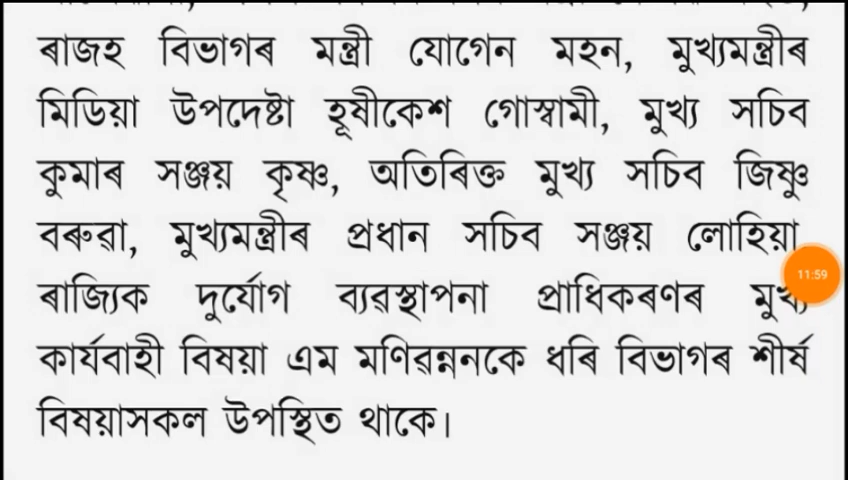 ৰাজহ বিভাগৰ মন্ত্ৰী যোগেন মহন, মুখ্যমন্ত্ৰীৰ
মিডিয়া উপদেষ্টা হৃষীকেশ গোস্বামী, মুখ্য সচিব
কুমাৰ সঞ্জয় কৃষ্ণ, অতিৰিক্ত মুখ্য সচিব জিষ্ণু
বৰুৱা, মুখ্যমন্ত্ৰীৰ প্ৰধান সচিব সঞ্জয় লোহিয়া
11:59
ৰাজ্যিক দুৰ্যোগ ব্যৱস্থাপনা প্ৰাধিকৰণৰ মুখ্য
কাৰ্যবাহী বিষয়া এম মণিৱন্ননকে ধৰি বিভাগৰ শীৰ্ষ
বিষয়াসকল উপস্থিত থাকে।